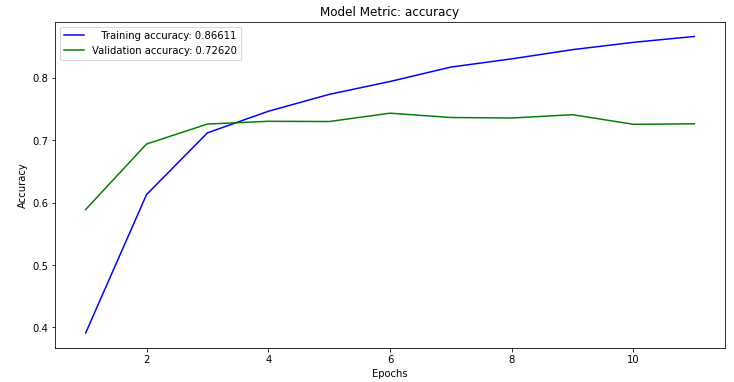 Model Metric: accuracy
Training accuracy: 0.86611
Validation accuracy: 0.72620
0.8
0.7
0.6
0.5
0.4
Accuracy
2 4 6 8 10
Epochs